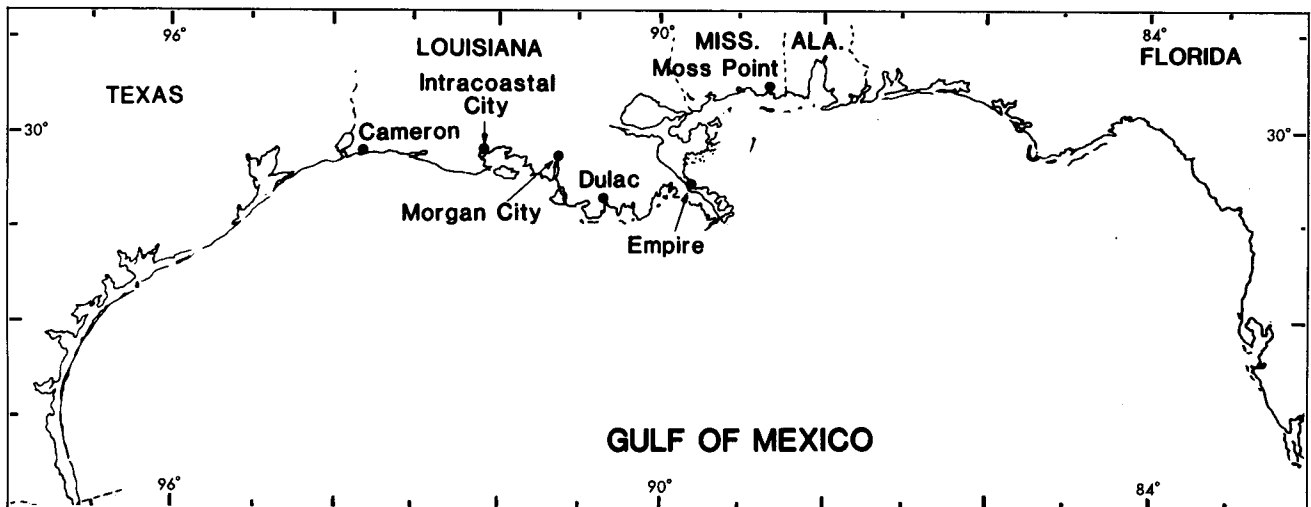 96°
90°
84°
LOUISIANA
MISS.
ALA.
FLORIDA
TEXAS
Intracoastal
City
Moss Point
30°
30°
Cameron
Dulac
Morgan City
Empire
GULF OF MEXICO
96°
90°
84°